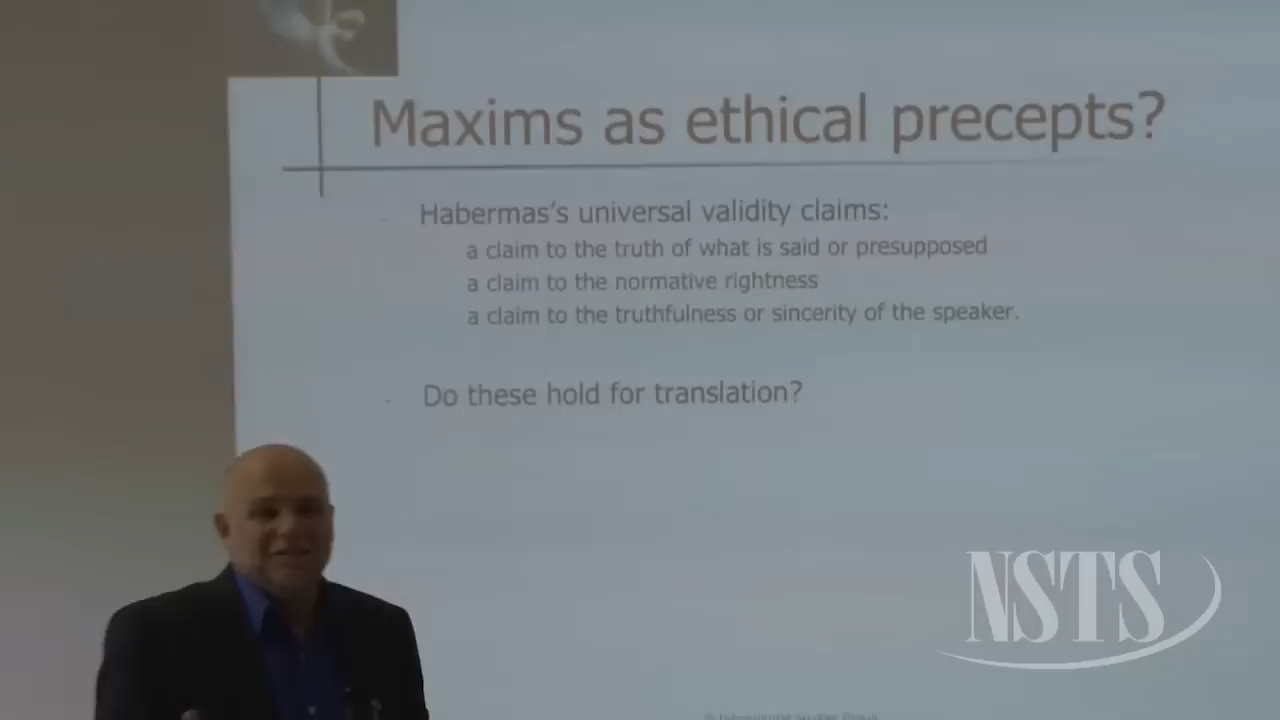 Maxims as ethical precepts?
Habermas's universal validity claims:
a claim to the truth of what is said or presupposed
a claim to the normative rightness
a claim to the truthfulness or sincerity of the speaker.
Do these hold for translation?
NSTS